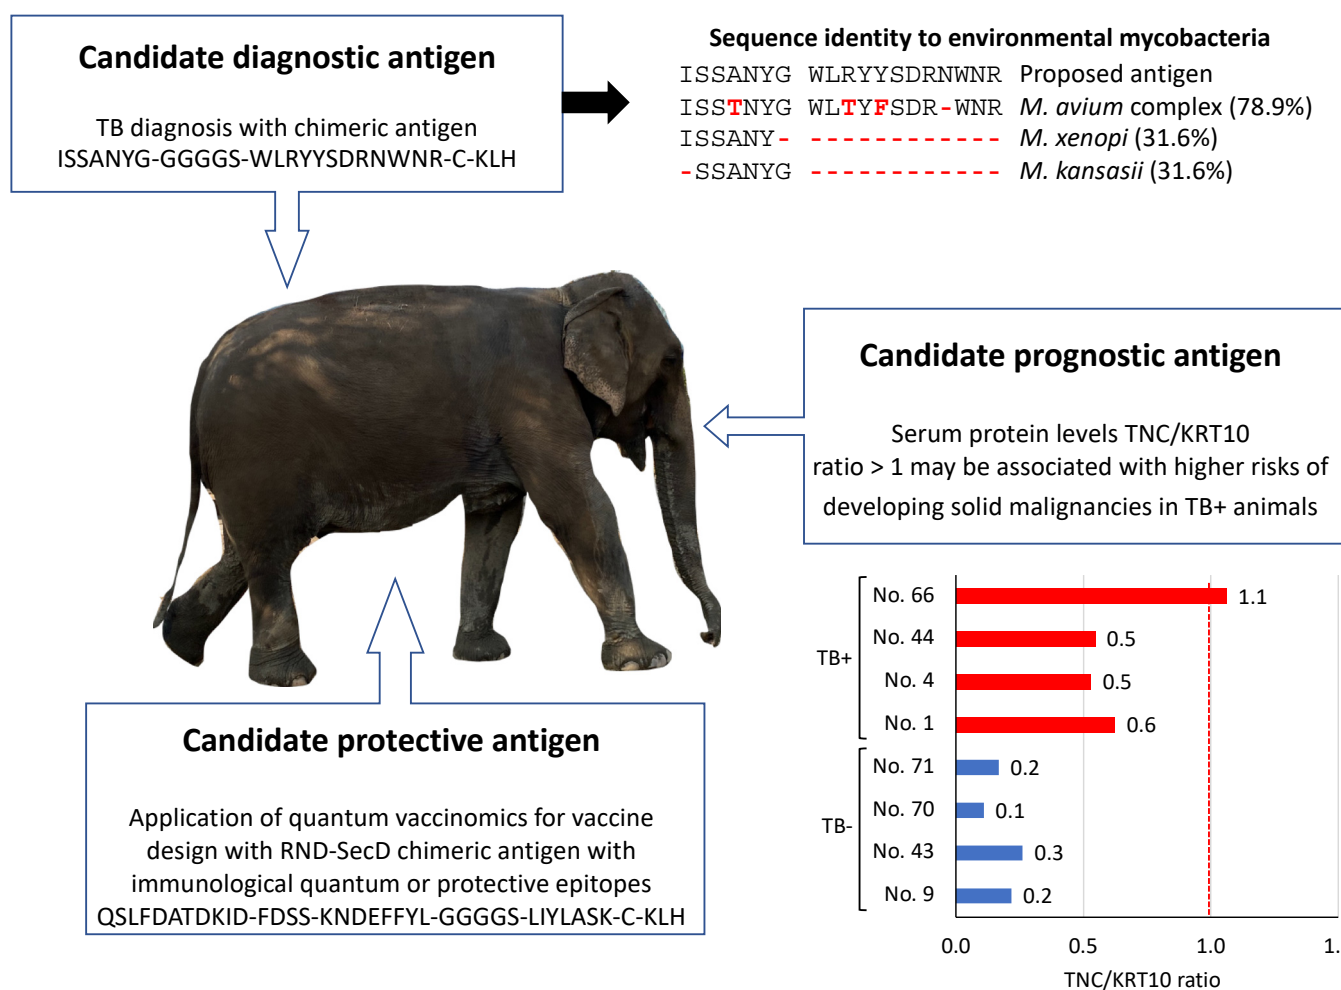 Candidate diagnostic antigen
TB diagnosis with chimeric antigen
ISSANYG-GGGGS-WLRYYSDRNWNR-C-KLH
Sequence identity to environmental mycobacteria
ISSANYG WLRYYSDRNWNR Proposed antigen
ISSTNYG WLTYFSDR-WNR M. avium complex (78.9%)
ISSANY- ------------ M. xenopi (31.6%)
-SSANYG ------------ M. kansasii (31.6%)
Candidate prognostic antigen
Serum protein levels TNC/KRT10
ratio > 1 may be associated with higher risks of
developing solid malignancies in TB+ animals
Candidate protective antigen
Application of quantum vaccinomics for vaccine
design with RND-SecD chimeric antigen with
immunological quantum or protective epitopes
QSLFDATDKID-FDSS-KNDEFFYL-GGGGS-LIYLASK-C-KLH
TB+
No. 66 1.1
No. 44 0.5
No. 4 0.5
No. 1 0.6
TB-
No. 71 0.2
No. 70 0.1
No. 43 0.3
No. 9 0.2
0.0 0.5 1.0 1.
TNC/KRT10 ratio